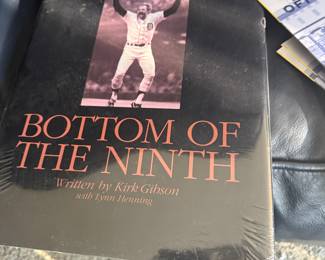 BOTTOM OF
THE NINTH
Written by Kirk Gibson
with Lynn Henning